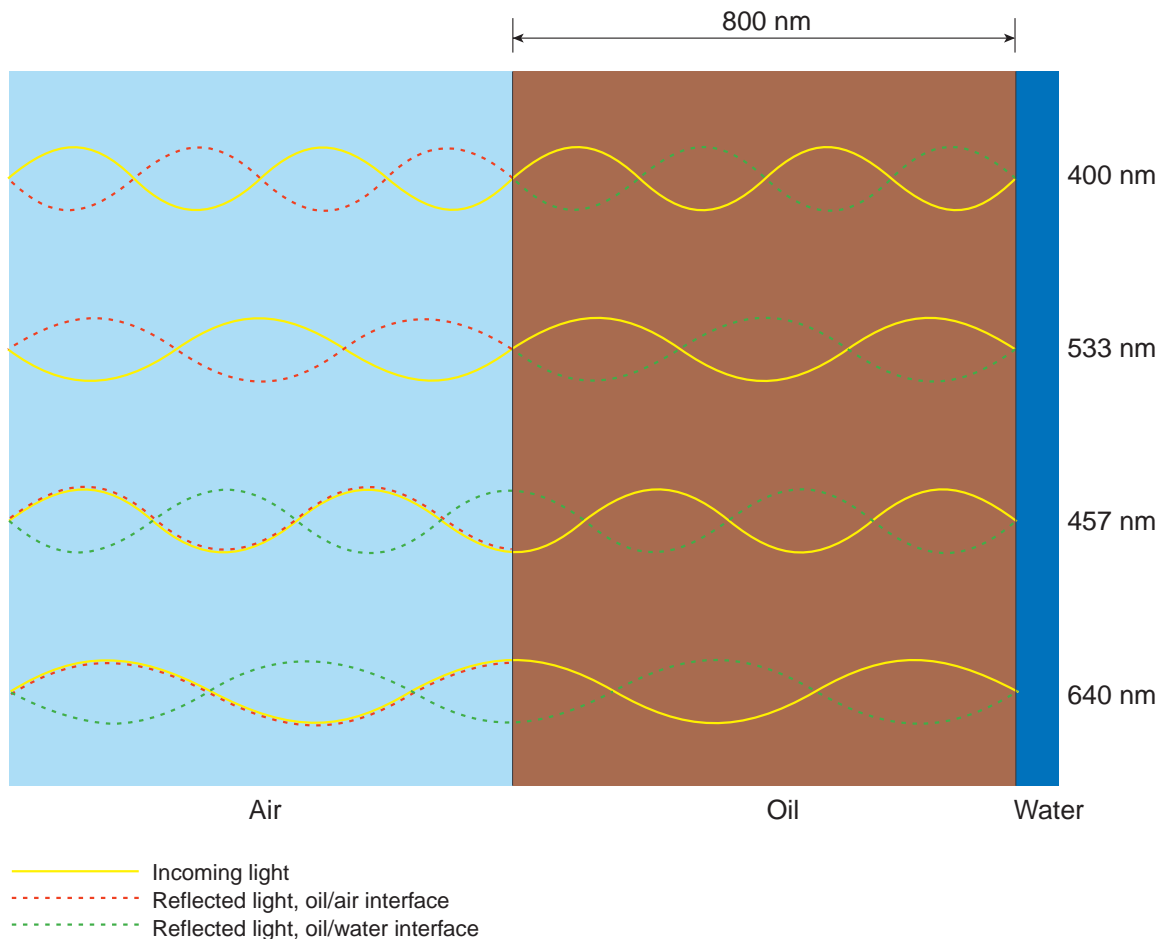 800 nm
400 nm
533 nm
457 nm
640 nm
Air
Oil
Water
Incoming light
Reflected light, oil/air interface
Reflected light, oil/water interface